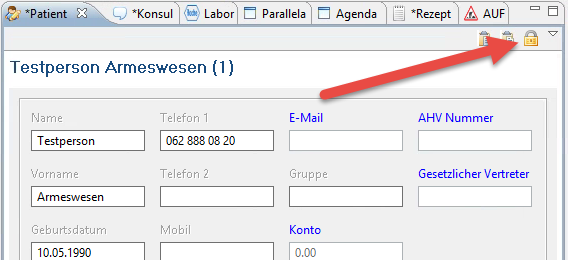 *Patient *Konsul Labor Parallela Agenda *Rezept AUF
Testperson Armeswesen (1)
Name Telefon 1 E-Mail AHV Nummer
Testperson 062 888 08 20
Vorname Telefon 2 Gruppe Gesetzlicher Vertreter
Armeswesen
Geburtsdatum Mobil Konto
10.05.1990 0.00